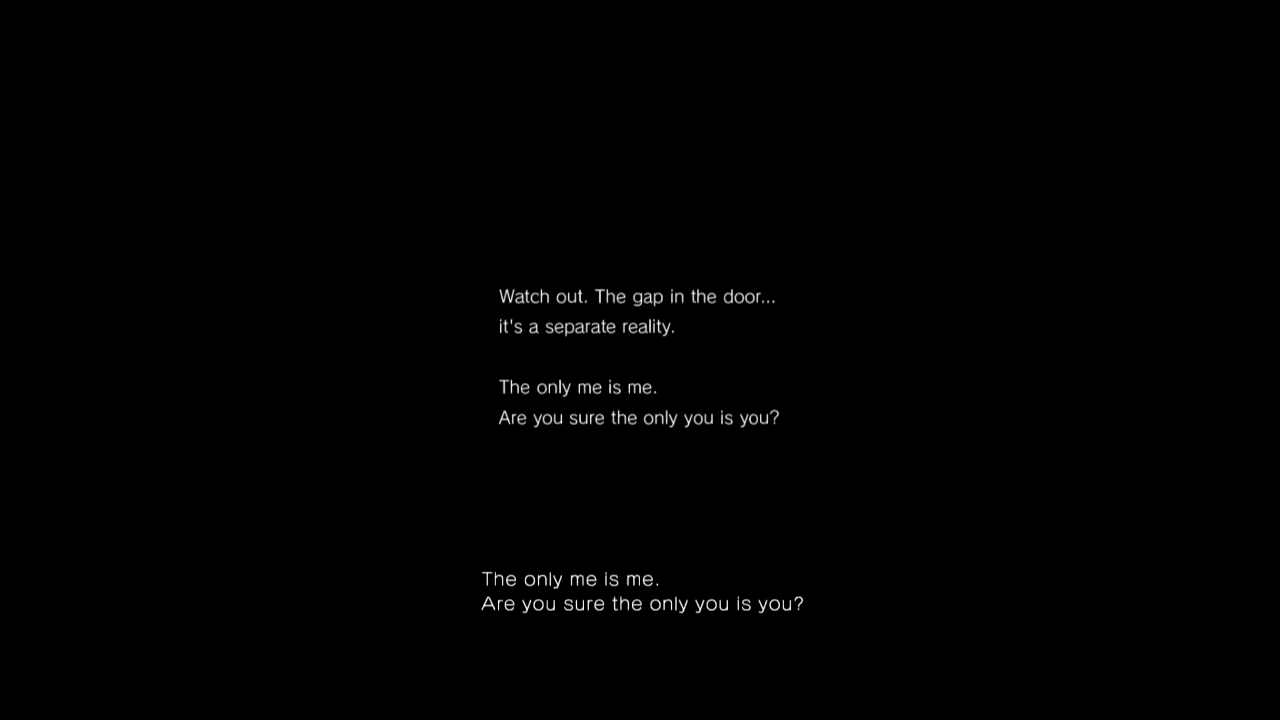 Watch out. The gap in the door...
it's a separate reality.
The only me is me.
Are you sure the only you is you?
The only me is me.
Are you sure the only you is you?